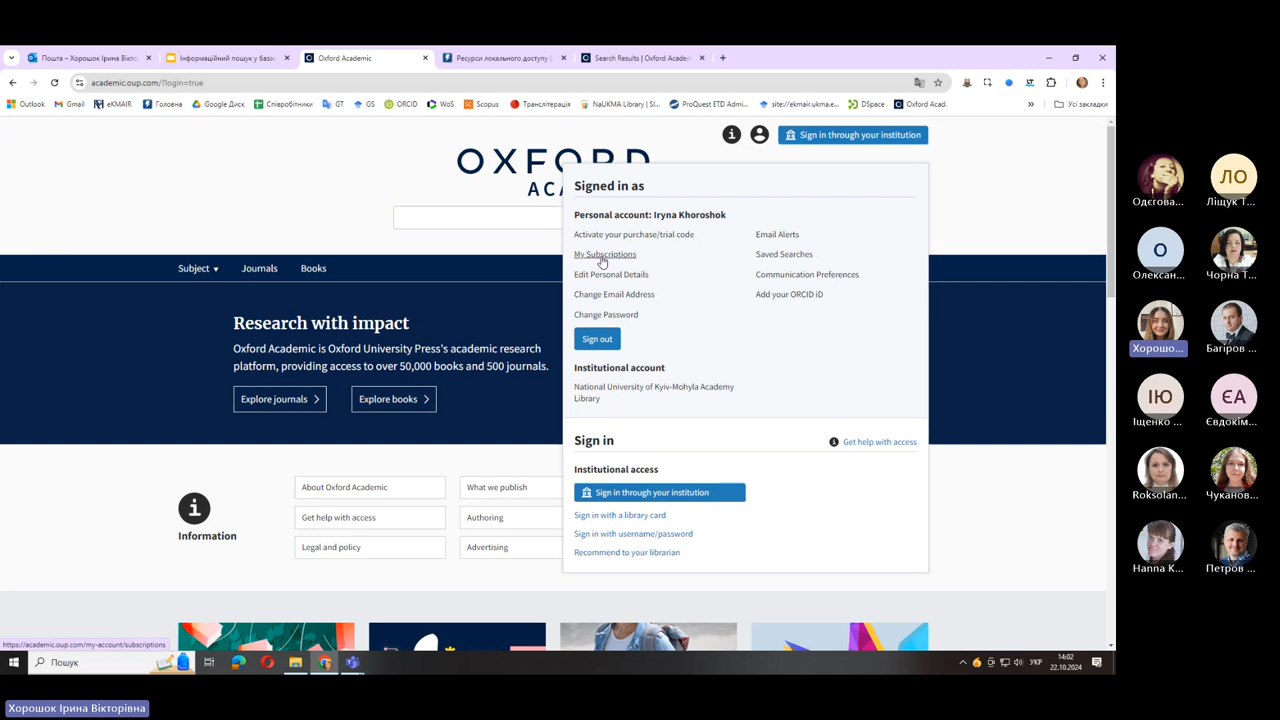 Пошта – Хорошок Ірина Вікторі
Інформаційний пошук у база
Oxford Academic
Ресурси локального доступу (
Search Results | Oxford Academ
academic.oup.com/?login=true
Outlook
Gmail
eKMAIR
Головна
Google Диск
Співробітники
GT
GS
ORCID
WoS
Scopus
Транслітерація
NaUKMA Library | Sl...
ProQuest ETD Admi...
site://ekmair.ukma.e...
DSpace
Oxford Acad.
Усі закладки
Sign in through your institution
OXFORD
Signed in as
Personal account: Iryna Khoroshok
Activate your purchase/trial code
Email Alerts
My Subscriptions
Saved Searches
Edit Personal Details
Communication Preferences
Change Email Address
Add your ORCID iD
Change Password
Sign out
Institutional account
National University of Kyiv-Mohyla Academy
Library
Sign in
Get help with access
Institutional access
Sign in through your institution
Sign in with a library card
Sign in with username/password
Recommend to your librarian
Subject
Journals
Books
Research with impact
Oxford Academic is Oxford University Press's academic research
platform, providing access to over 50,000 books and 500 journals.
Explore journals
Explore books
Information
About Oxford Academic
What we publish
Get help with access
Authoring
Legal and policy
Advertising
https://academic.oup.com/my-account/subscriptions
Пошук
УКР
14:02
22.10.2024
Одєгова...
ЛО
Ліщук Т...
О
Олексан...
Чорна Т...
Хорошо...
Багіров ...
ІЮ
Іщенко ...
ЄА
Євдокім...
Roksolan...
Чуканов...
Hanna K...
Петров ...
Хорошок Ірина Вікторівна